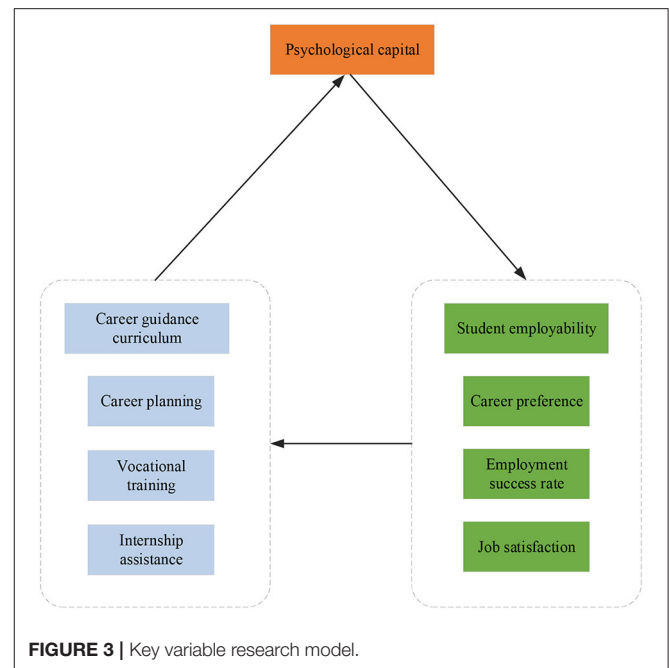 Psychological capital
Career guidance
curriculum
Career planning
Vocational
training
Internship
assistance
Student employability
Career preference
Employment
success rate
Job satisfaction
FIGURE 3 | Key variable research model.